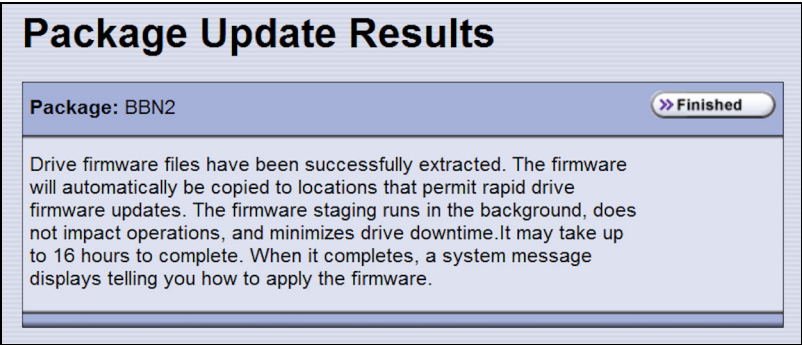 Package Update Results
Package: BBN2
Finished
Drive firmware files have been successfully extracted. The firmware
will automatically be copied to locations that permit rapid drive
firmware updates. The firmware staging runs in the background, does
not impact operations, and minimizes drive downtime.It may take up
to 16 hours to complete. When it completes, a system message
displays telling you how to apply the firmware.